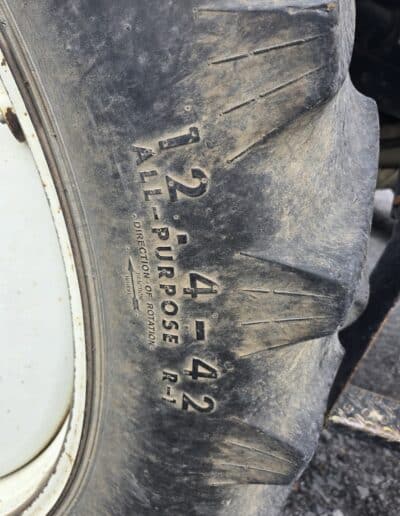 12.4-42
ALL-PURPOSE R-1
DIRECTION OF ROTATION